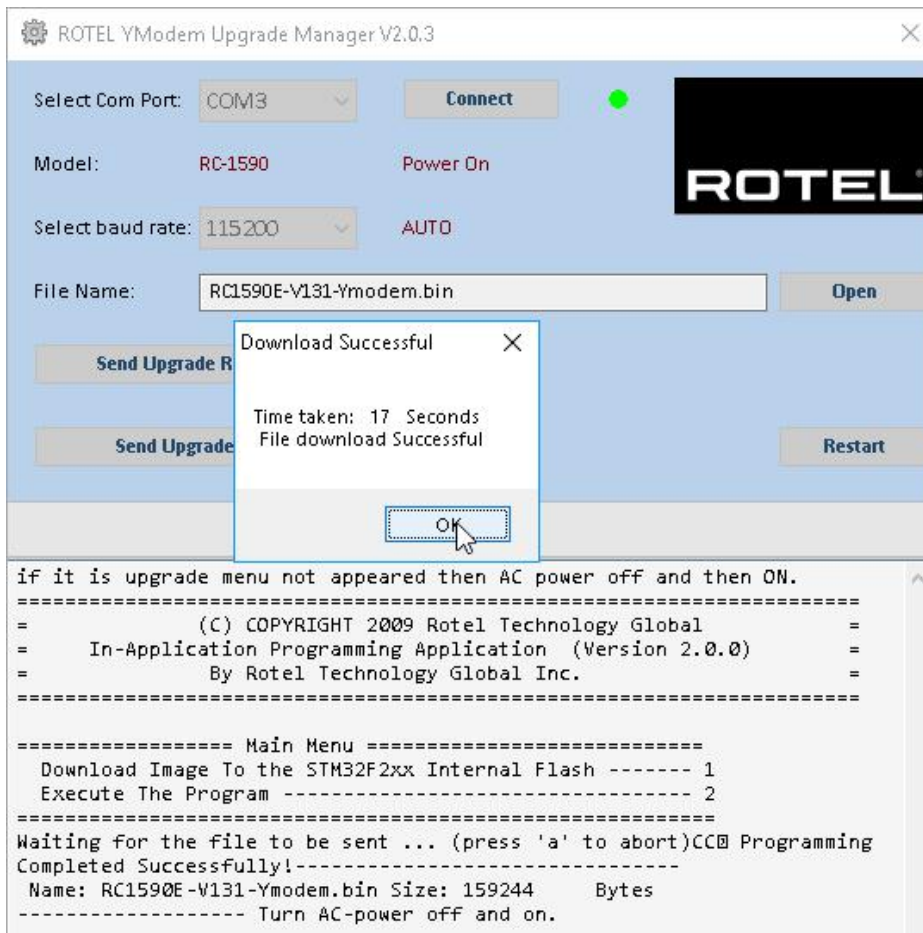 ROTEL YModem Upgrade Manager V2.0.3
Select Com Port: COM3 Connect
Model: RC-1590 Power On
ROTEL
Select baud rate: 115200 AUTO
File Name: RC1590E-V131-Ymodem.bin Open
Download Successful
Send Upgrade R
Time taken: 17 Seconds
File download Successful
Send Upgrade
Restart
OK
if it is upgrade menu not appeared then AC power off and then ON.
======================================================================
= (C) COPYRIGHT 2009 Rotel Technology Global =
= In-Application Programming Application (Version 2.0.0) =
= By Rotel Technology Global Inc. =
======================================================================
================== Main Menu ============================
Download Image To the STM32F2xx Internal Flash ------- 1
Execute The Program ---------------------------------- 2
==========================================================
Waiting for the file to be sent ... (press 'a' to abort)CC Programming
Completed Successfully!--------------------------------
Name: RC1590E-V131-Ymodem.bin Size: 159244 Bytes
------------------- Turn AC-power off and on.